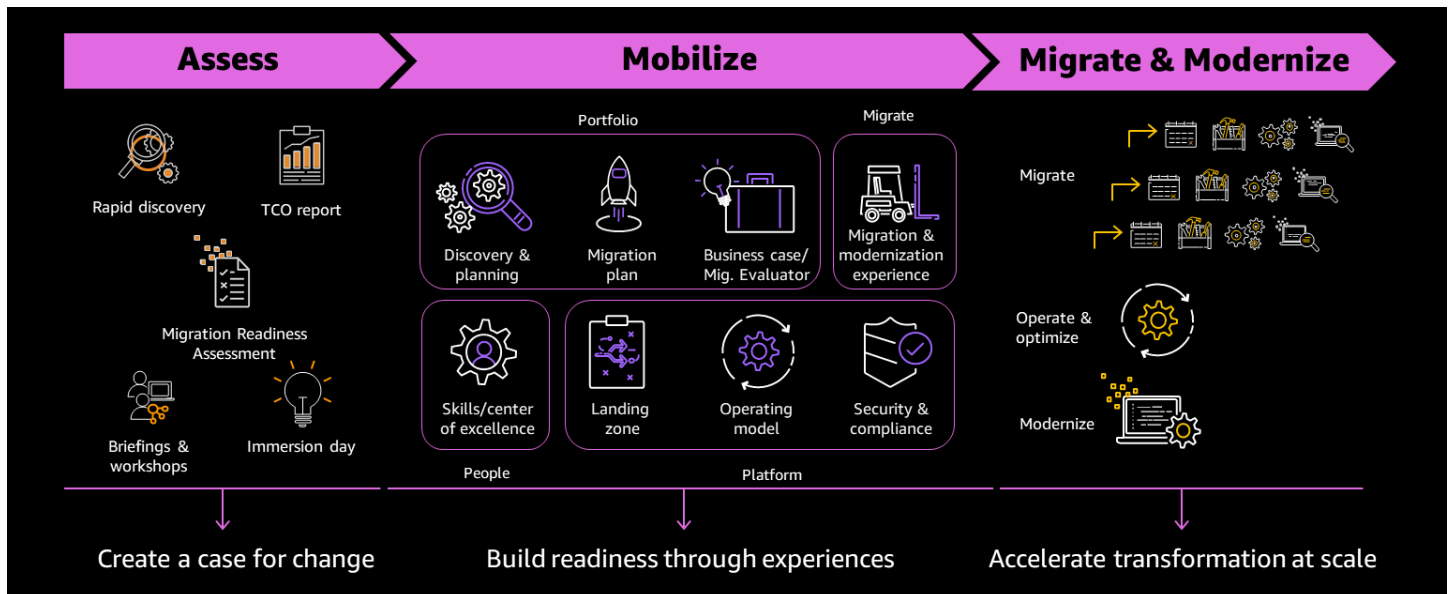 Assess
Mobilize
Migrate & Modernize
Rapid discovery
TCO report
Migration Readiness
Assessment
Briefings &
workshops
Immersion day
Portfolio
Discovery &
planning
Migration
plan
Business case/
Mig. Evaluator
Migrate
Migration &
modernization
experience
Skills/center
of excellence
People
Landing
zone
Operating
model
Security &
compliance
Platform
Migrate
Operate &
optimize
Modernize
Create a case for change
Build readiness through experiences
Accelerate transformation at scale